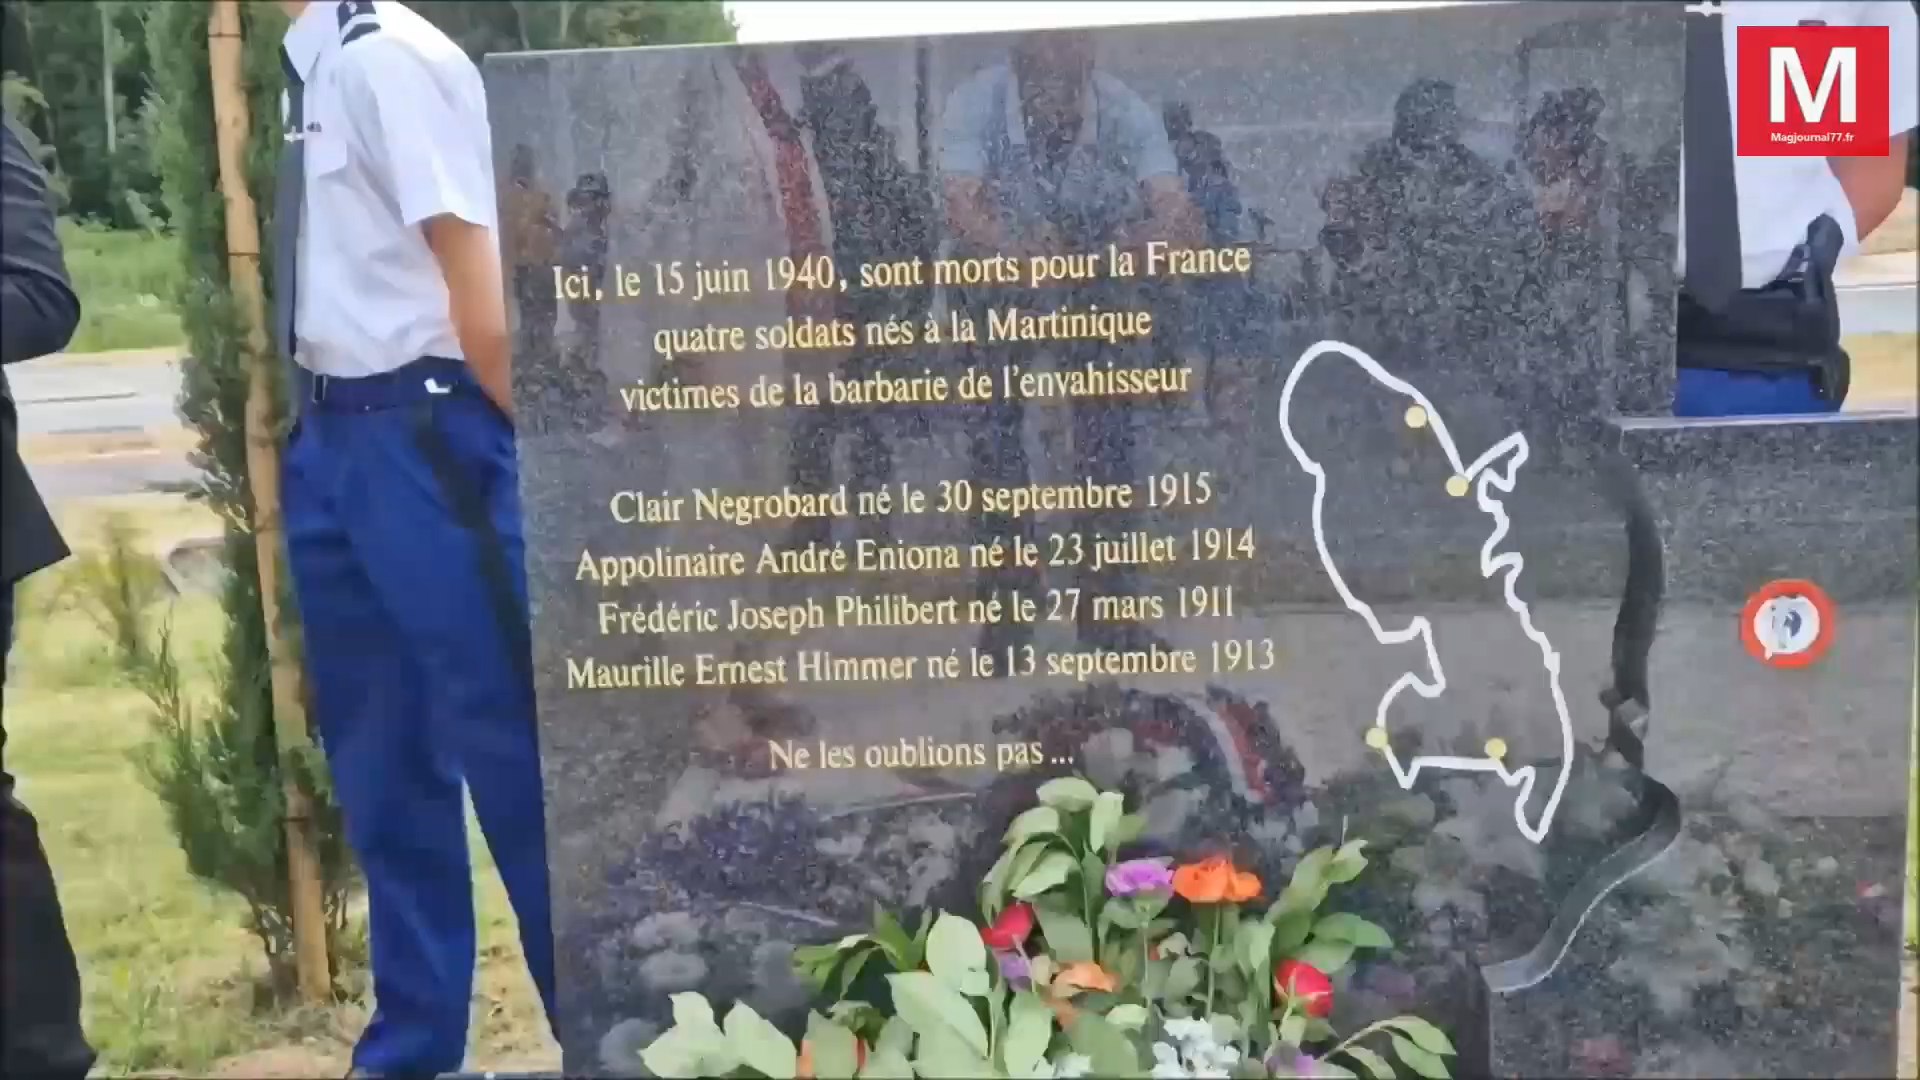 M
Magjournal77.fr
Ici, le 15 juin 1940, sont morts pour la France
quatre soldats nés à la Martinique
victimes de la barbarie de l'envahisseur
Clair Negrobard né le 30 septembre 1915
Appolinaire André Eniona né le 23 juillet 1914
Frédéric Joseph Philibert né le 27 mars 1911
Maurille Ernest Himmer né le 13 septembre 1913
Ne les oublions pas ...